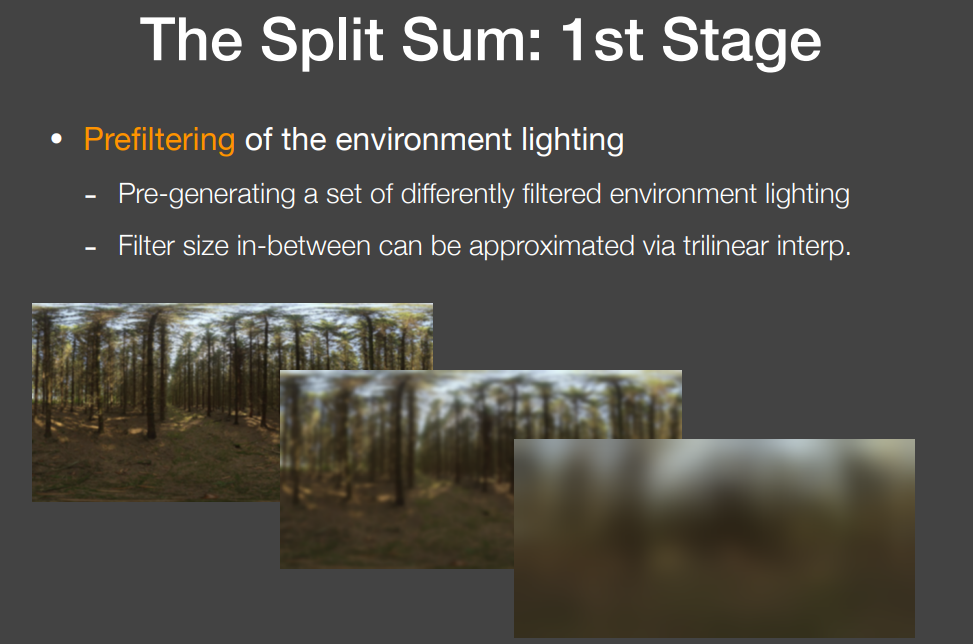 The Split Sum: 1st Stage
• Prefiltering of the environment lighting
- Pre-generating a set of differently filtered environment lighting
- Filter size in-between can be approximated via trilinear interp.